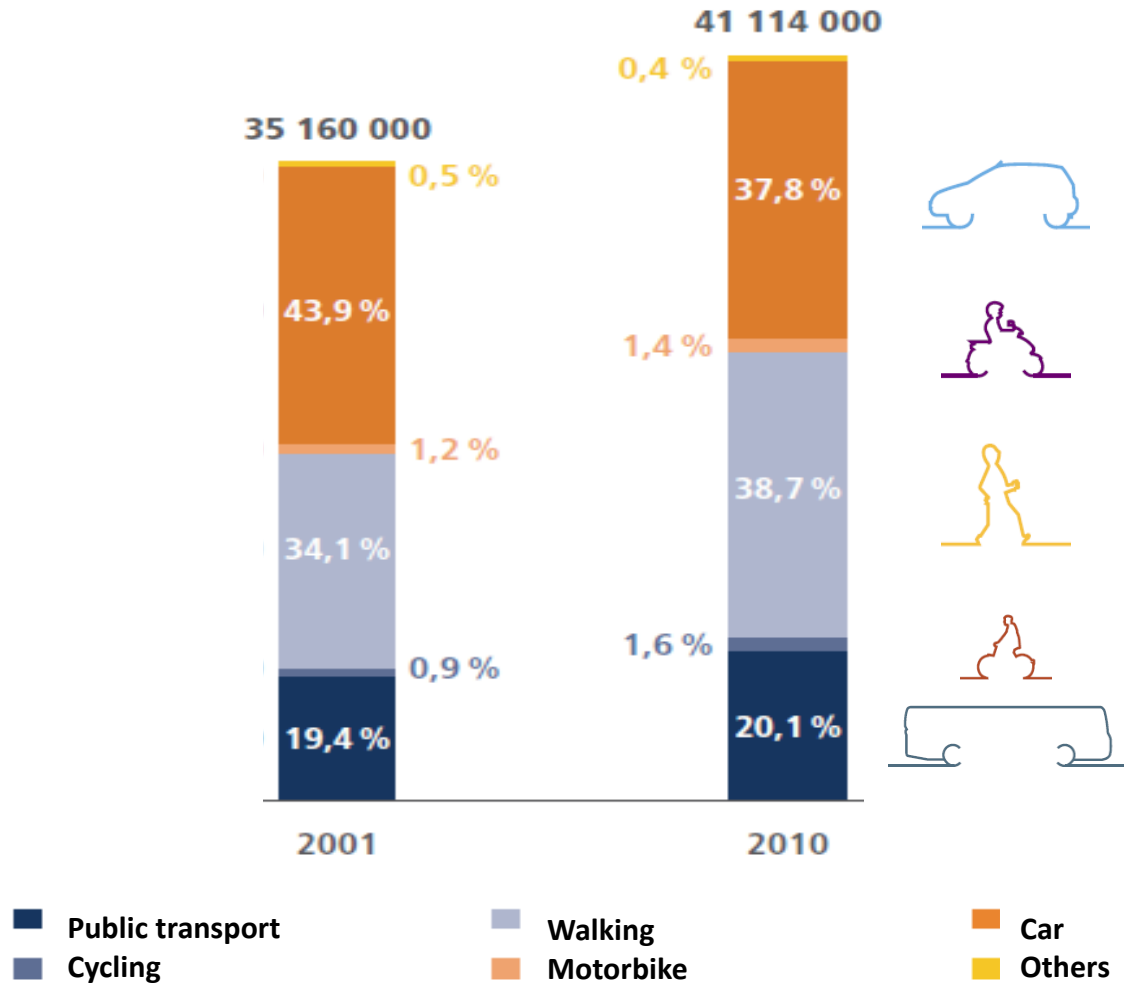 41 114 000
0,4 %
35 160 000
0,5 %
37,8 %
43,9 %
1,4 %
1,2 %
38,7 %
34,1 %
1,6 %
0,9 %
20,1 %
19,4 %
2001
2010
Public transport
Walking
Car
Cycling
Motorbike
Others